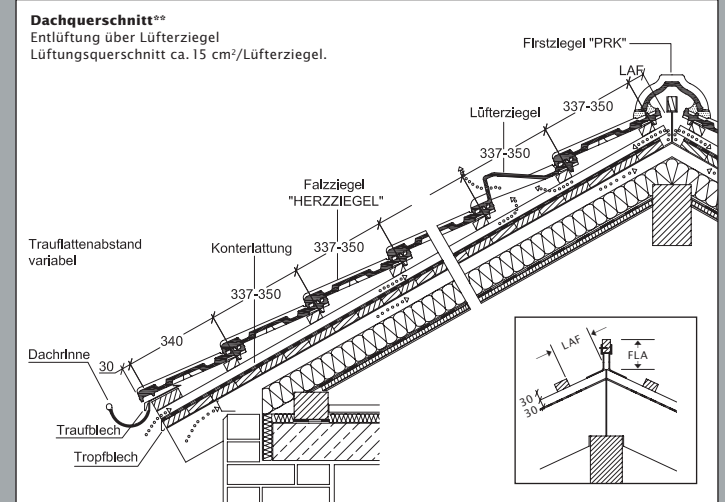 Dachquerschnitt**
Entlüftung über Lüfterziegel
Lüftungsquerschnitt ca. 15 cm²/Lüfterziegel.
Firstziegel "PRK"
LAF
337-350
Lüfterziegel
337-350
Falzziegel
"HERZZIEGEL"
Trauflattenabstand
variabel
Konterlattung
337-350
337-350
340
Dachrinne
30
Traufblech
Tropfblech
LAF
FLA
30
30